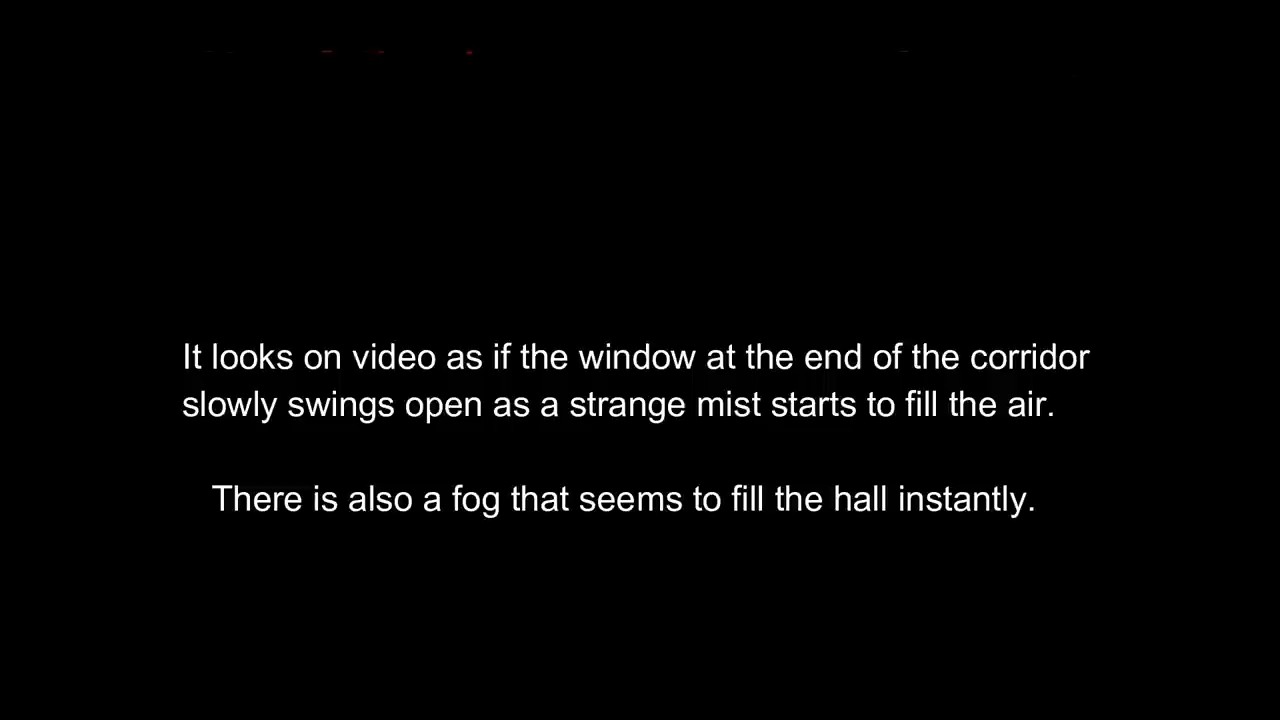 It looks on video as if the window at the end of the corridor
slowly swings open as a strange mist starts to fill the air.
There is also a fog that seems to fill the hall instantly.